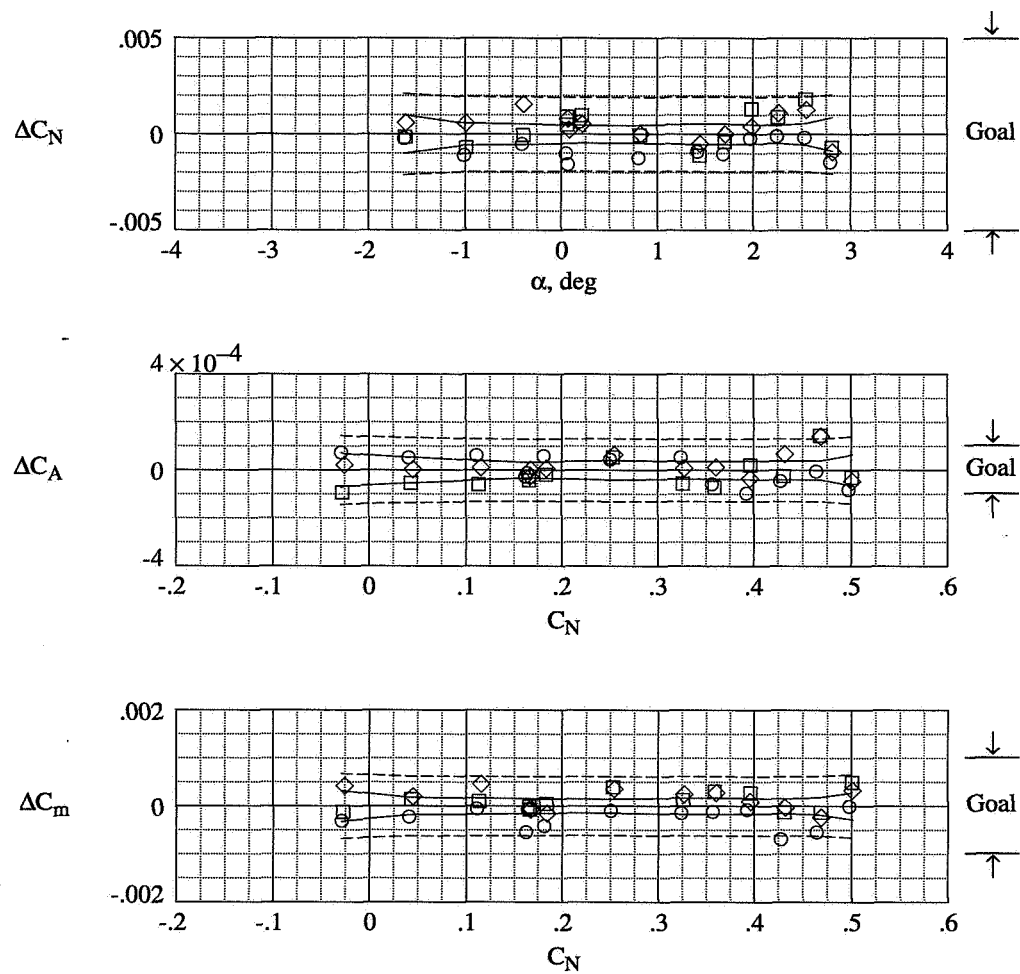 .005
ΔC_N
0
Goal
-.005
-4 -3 -2 -1 0 1 2 3 4
α, deg
4 × 10⁻⁴
ΔC_A
0
Goal
-4
-.2 -.1 0 .1 .2 .3 .4 .5 .6
C_N
.002
ΔC_m
0
Goal
-.002
-.2 -.1 0 .1 .2 .3 .4 .5 .6
C_N